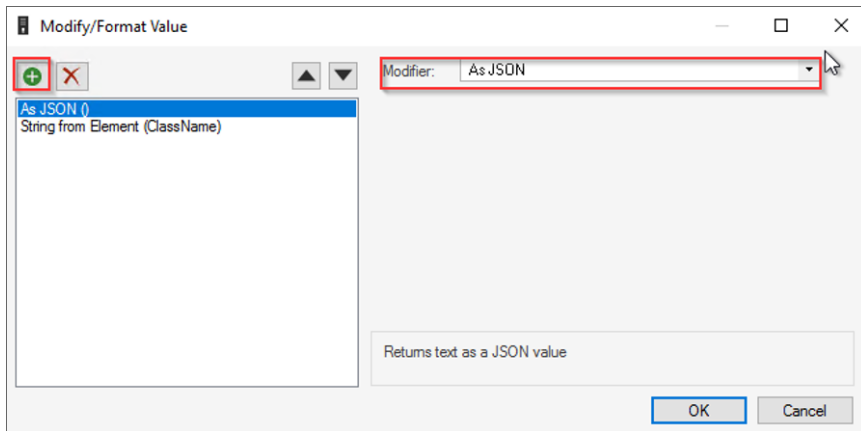 Modify/Format Value
Modifier: As JSON
As JSON ()
String from Element (ClassName)
Returns text as a JSON value
OK Cancel